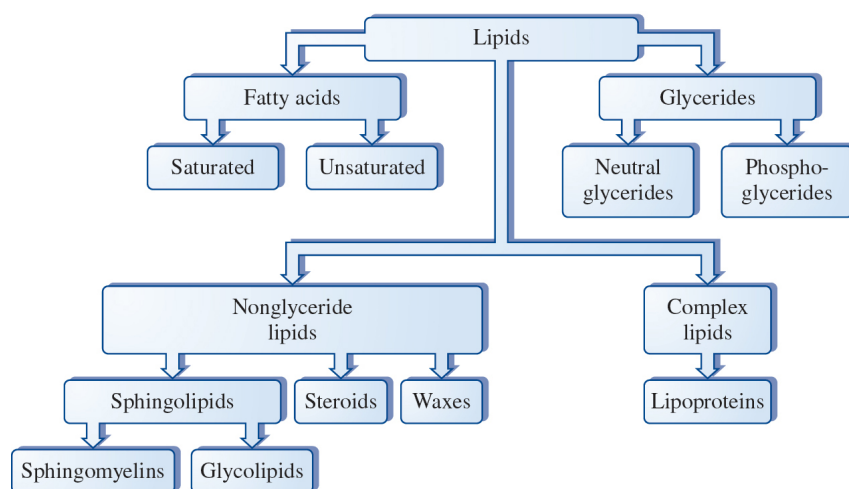 Lipids
Fatty acids
Glycerides
Saturated
Unsaturated
Neutral
glycerides
Phospho-
glycerides
Nonglyceride
lipids
Complex
lipids
Sphingolipids
Steroids
Waxes
Lipoproteins
Sphingomyelins
Glycolipids